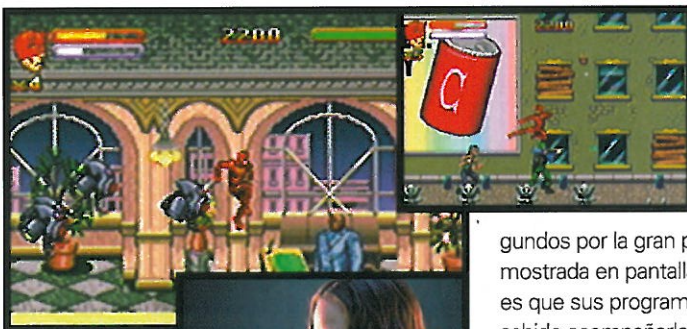 2200
C
gundos por la gran p
mostrada en pantall
es que sus program